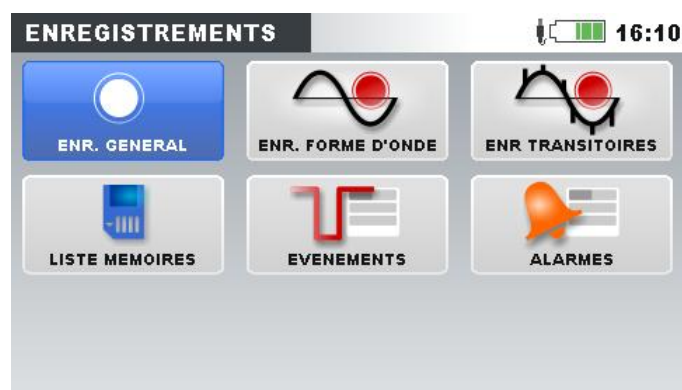 ENREGISTREMENTS
16:10
ENR. GENERAL
ENR. FORME D'ONDE
ENR TRANSITOIRES
LISTE MEMOIRES
EVENEMENTS
ALARMES